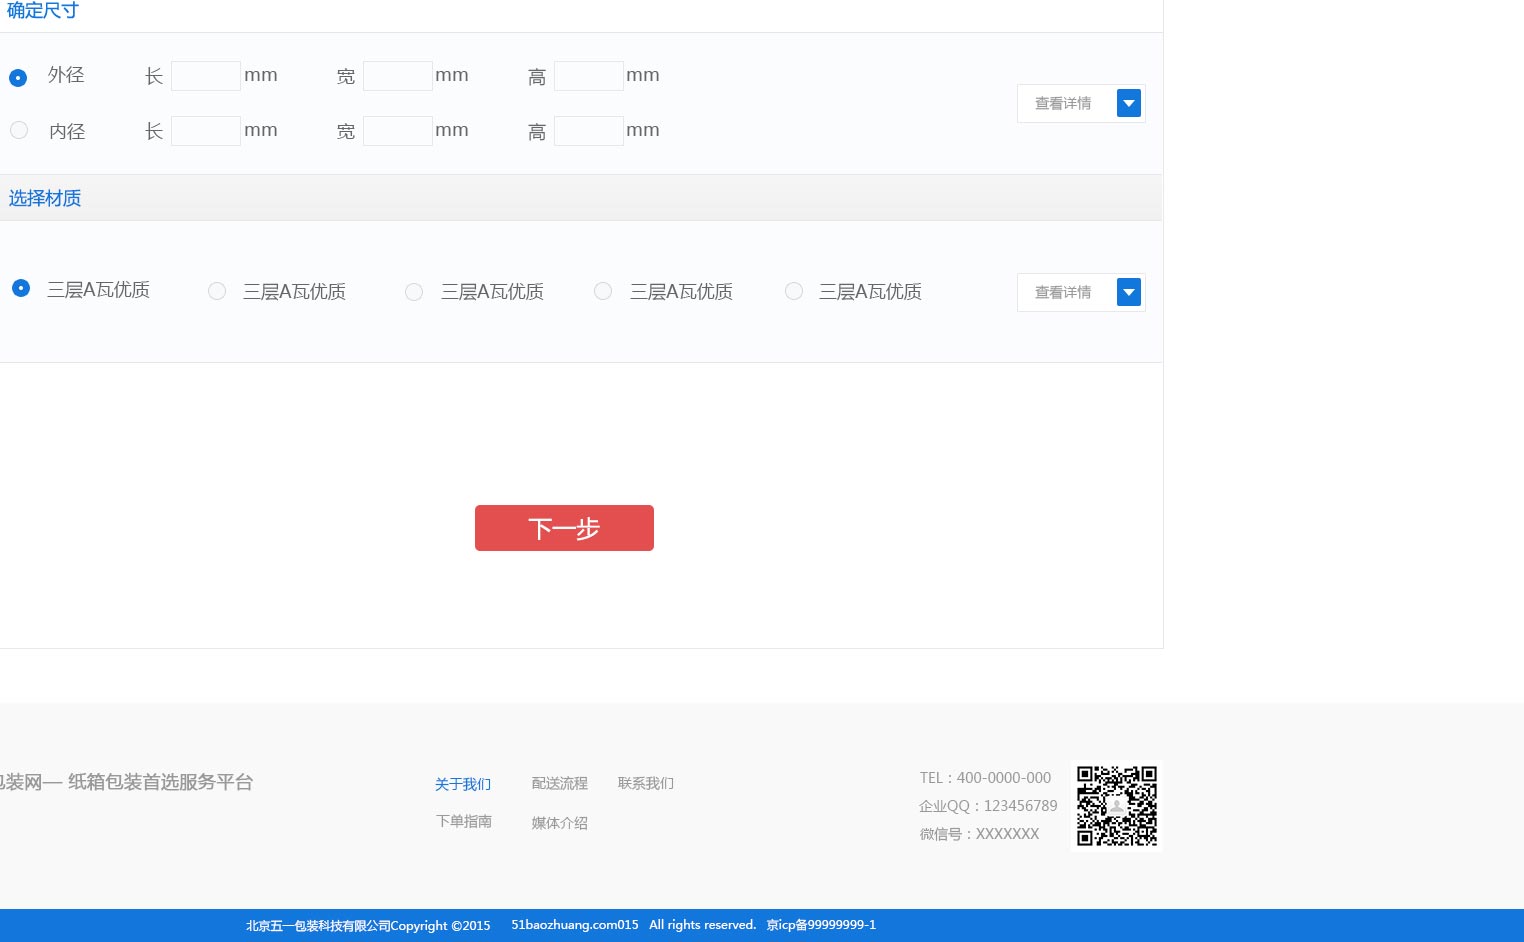 确定尺寸
外径 长 mm 宽 mm 高 mm
查看详情
内径 长 mm 宽 mm 高 mm
选择材质
三层A瓦优质 三层A瓦优质 三层A瓦优质 三层A瓦优质 三层A瓦优质 查看详情
下一步
包装网— 纸箱包装首选服务平台
关于我们 配送流程 联系我们
下单指南 媒体介绍
TEL：400-0000-000
企业QQ：123456789
微信号：XXXXXXX
北京五一包装科技有限公司Copyright ©2015 51baozhuang.com015 All rights reserved. 京icp备99999999-1